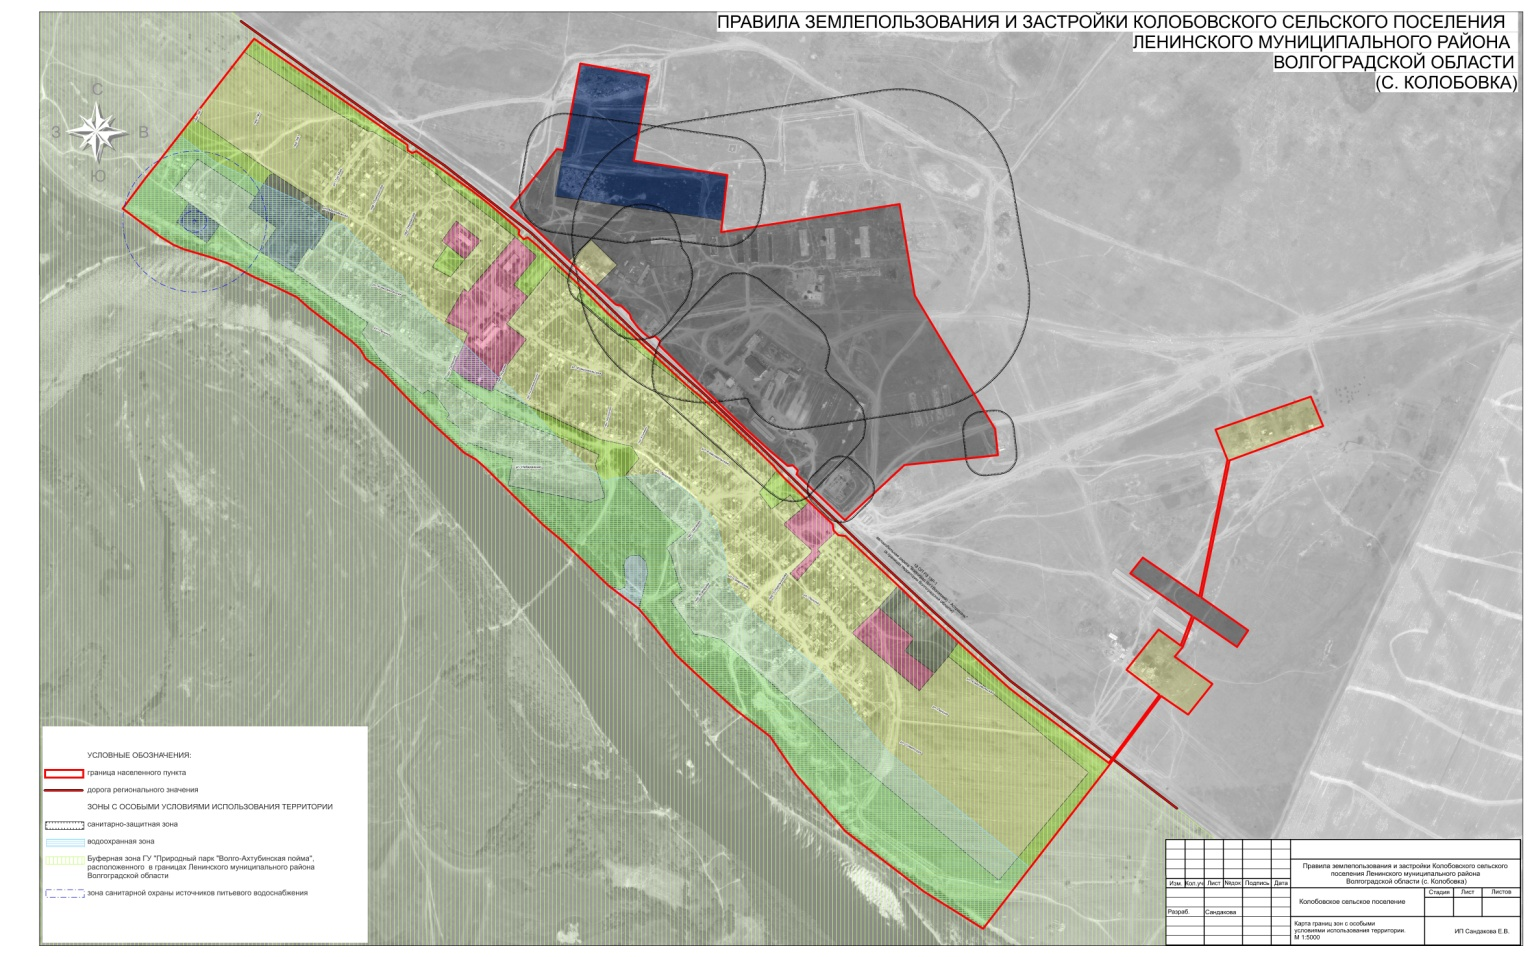 ПРАВИЛА ЗЕМЛЕПОЛЬЗОВАНИЯ И ЗАСТРОЙКИ КОЛОБОВСКОГО СЕЛЬСКОГО ПОСЕЛЕНИЯ
ЛЕНИНСКОГО МУНИЦИПАЛЬНОГО РАЙОНА
ВОЛГОГРАДСКОЙ ОБЛАСТИ
(С. КОЛОБОВКА)
С
З
В
Ю
УСЛОВНЫЕ ОБОЗНАЧЕНИЯ:
граница населенного пункта
дорога регионального значения
ЗОНЫ С ОСОБЫМИ УСЛОВИЯМИ ИСПОЛЬЗОВАНИЯ ТЕРРИТОРИИ
санитарно-защитная зона
водоохранная зона
Буферная зона ГУ "Природный парк "Волго-Ахтубинская пойма",
расположенного в границах Ленинского муниципального района
Волгоградской области
зона санитарной охраны источников питьевого водоснабжения
Правила землепользования и застройки Колобовского сельского
поселения Ленинского муниципального района
Волгоградской области (с. Колобовка)
Изм. Кол.уч Лист №док Подпись Дата
Стадия Лист Листов
Колобовское сельское поселение
Разраб. Сандакова
Карта границ зон с особыми
условиями использования территории.
М 1:5000
ИП Сандакова Е.В.